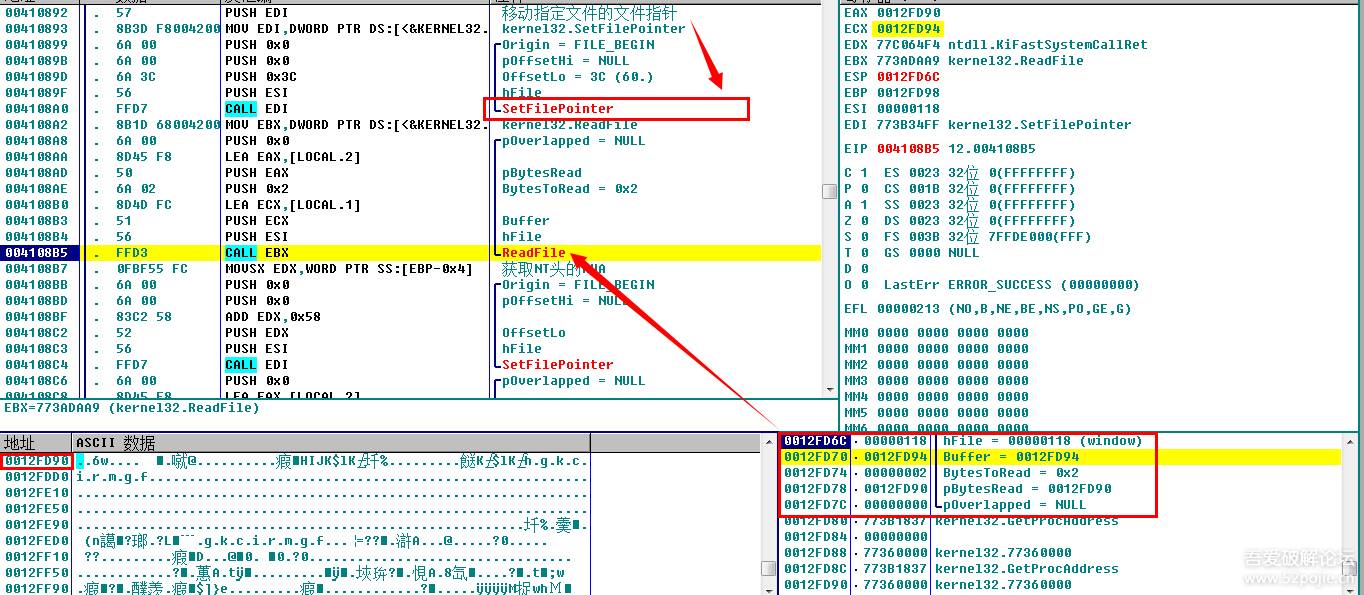 00410892 . 57 PUSH EDI 移动指定文件的文件指针
00410893 . 8B3D F8004200 MOV EDI,DWORD PTR DS:[<&KERNEL32. kernel32.SetFilePointer
00410899 . 6A 00 PUSH 0x0 Origin = FILE_BEGIN
0041089B . 6A 00 PUSH 0x0 pOffsetHi = NULL
0041089D . 6A 3C PUSH 0x3C OffsetLo = 3C (60.)
0041089F . 56 PUSH ESI hFile
004108A0 . FFD7 CALL EDI SetFilePointer
004108A2 . 8B1D 68004200 MOV EBX,DWORD PTR DS:[<&KERNEL32. kernel32.ReadFile
004108A8 . 6A 00 PUSH 0x0 pOverlapped = NULL
004108AA . 8D45 F8 LEA EAX,[LOCAL.2]
004108AD . 50 PUSH EAX pBytesRead
004108AE . 6A 02 PUSH 0x2 BytesToRead = 0x2
004108B0 . 8D4D FC LEA ECX,[LOCAL.1]
004108B3 . 51 PUSH ECX Buffer
004108B4 . 56 PUSH ESI hFile
004108B5 . FFD3 CALL EBX ReadFile
004108B7 . 0FBF55 FC MOVSX EDX,WORD PTR SS:[EBP-0x4] 获取NT头的
004108BB . 6A 00 PUSH 0x0 Origin = FILE_BEGIN
004108BD . 6A 00 PUSH 0x0 pOffsetHi = NULL
004108BF . 83C2 58 ADD EDX,0x58
004108C2 . 52 PUSH EDX OffsetLo
004108C3 . 56 PUSH ESI hFile
004108C4 . FFD7 CALL EDI SetFilePointer
004108C6 . 6A 00 PUSH 0x0 pOverlapped = NULL
004108C8 . 8D45 F8 LEA EAX,[LOCAL.2]
EBX=773ADAA9 (kernel32.ReadFile)
EAX 0012FD90
ECX 0012FD94
EDX 77C064F4 ntdll.KiFastSystemCallRet
EBX 773ADAA9 kernel32.ReadFile
ESP 0012FD6C
EBP 0012FD98
ESI 00000118
EDI 773B34FF kernel32.SetFilePointer
EIP 004108B5 12.004108B5
C 1 ES 0023 32位 0(FFFFFFFF)
P 0 CS 001B 32位 0(FFFFFFFF)
A 1 SS 0023 32位 0(FFFFFFFF)
Z 0 DS 0023 32位 0(FFFFFFFF)
S 0 FS 003B 32位 7FFDE000(FFF)
T 0 GS 0000 NULL
D 0
O 0 LastErr ERROR_SUCCESS (00000000)
EFL 00000213 (NO,B,NE,BE,NS,PO,GE,G)
MM0 0000 0000 0000 0000
MM1 0000 0000 0000 0000
MM2 0000 0000 0000 0000
MM3 0000 0000 0000 0000
MM4 0000 0000 0000 0000
MM5 0000 0000 0000 0000
MM6 0000 0000 0000 0000
地址 ASCII 数据
0012FD90
0012FDD0 i.r.m.g.f
0012FE10
0012FE50
0012FE90
0012FED0
0012FF10
0012FF50
0012FF90
0012FD6C 00000118 hFile = 00000118 (window)
0012FD70 0012FD94 Buffer = 0012FD94
0012FD74 00000002 BytesToRead = 0x2
0012FD78 0012FD90 pBytesRead = 0012FD90
0012FD7C 00000000 pOverlapped = NULL
0012FD80 773B1837 kernel32.GetProcAddress
0012FD84 00000000
0012FD88 77360000 kernel32.77360000
0012FD8C 773B1837 kernel32.GetProcAddress
0012FD90 77360000 kernel32.77360000
吾爱破解论坛
www.52pojie.cn